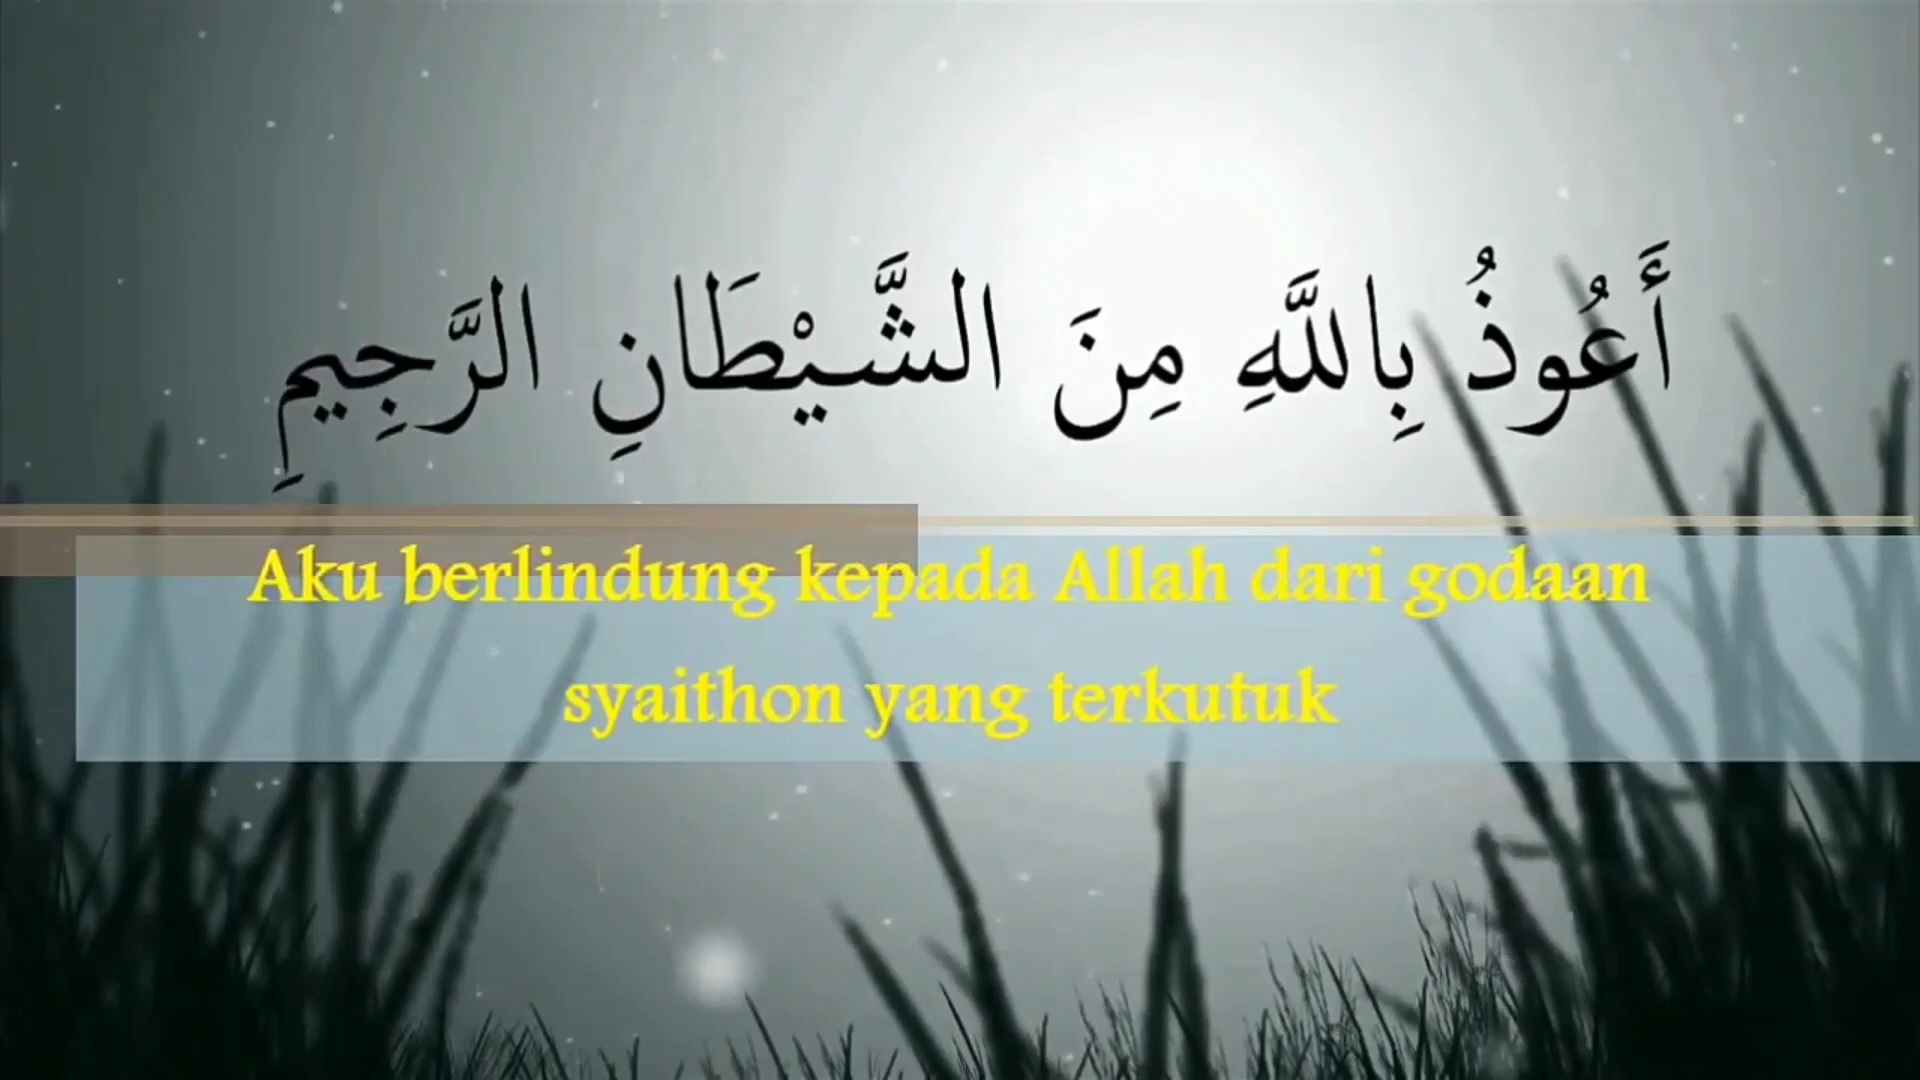 أَعُوذُ بِاللَّهِ مِنَ الشَّيْطَانِ الرَّجِيمِ
Aku berlindung kepada Allah dari godaan
syaithon yang terkutuk